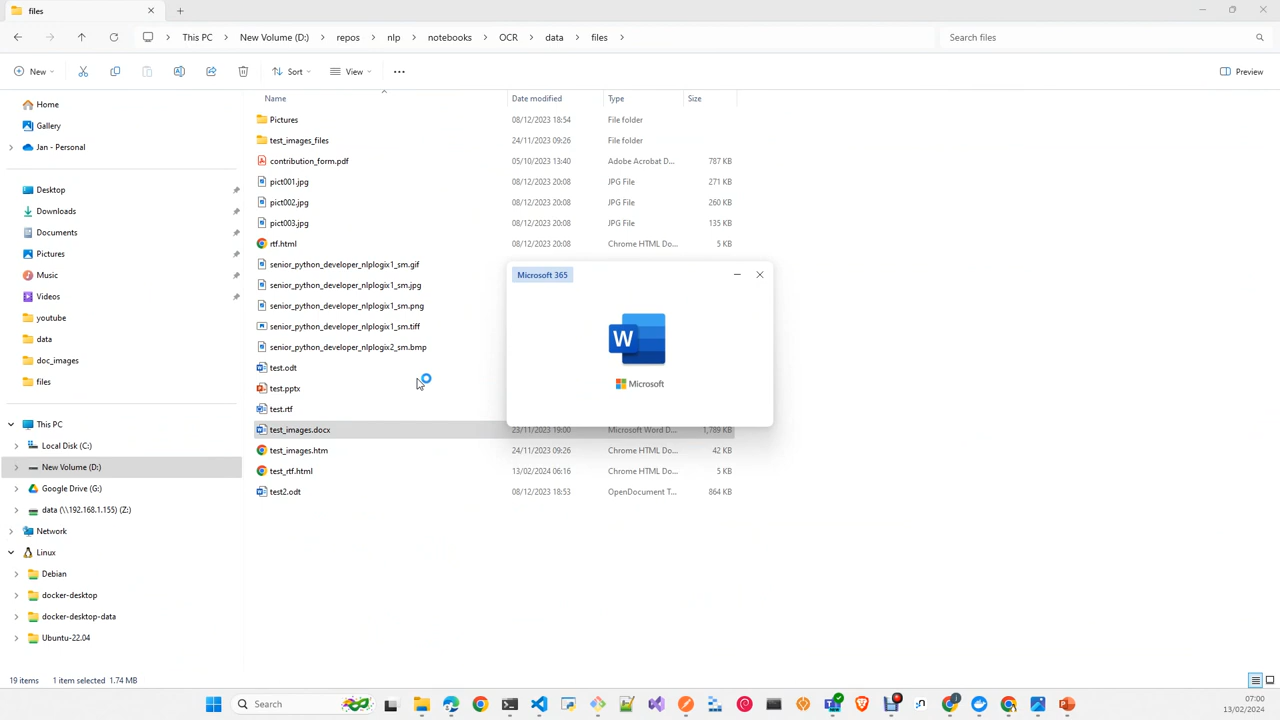 files
This PC > New Volume (D:) > repos > nlp > notebooks > OCR > data > files >
Search files
New
Sort
View
Preview
Name Date modified Type Size
Home
Gallery
Jan - Personal
Desktop
Downloads
Documents
Pictures
Music
Videos
youtube
data
doc_images
files
This PC
Local Disk (C:)
New Volume (D:)
Google Drive (G:)
data (\\192.168.1.155) (Z:)
Network
Linux
Debian
docker-desktop
docker-desktop-data
Ubuntu-22.04
Pictures 08/12/2023 18:54 File folder
test_images_files 24/11/2023 09:26 File folder
contribution_form.pdf 05/10/2023 13:40 Adobe Acrobat D... 787 KB
pict001.jpg 08/12/2023 20:08 JPG File 271 KB
pict002.jpg 08/12/2023 20:08 JPG File 260 KB
pict003.jpg 08/12/2023 20:08 JPG File 135 KB
rtf.html 08/12/2023 20:08 Chrome HTML Do... 5 KB
senior_python_developer_nlplogix1_sm.gif
senior_python_developer_nlplogix1_sm.jpg
senior_python_developer_nlplogix1_sm.png
senior_python_developer_nlplogix1_sm.tiff
senior_python_developer_nlplogix2_sm.bmp
test.odt
test.pptx
test.rtf
test_images.docx 23/11/2023 19:00 Microsoft Word D... 1,789 KB
test_images.htm 24/11/2023 09:26 Chrome HTML Do... 42 KB
test_rtf.html 13/02/2024 06:16 Chrome HTML Do... 5 KB
test2.odt 08/12/2023 18:53 OpenDocument T... 864 KB
Microsoft 365
W
Microsoft
19 items 1 item selected 1.74 MB
Search
07:00
13/02/2024